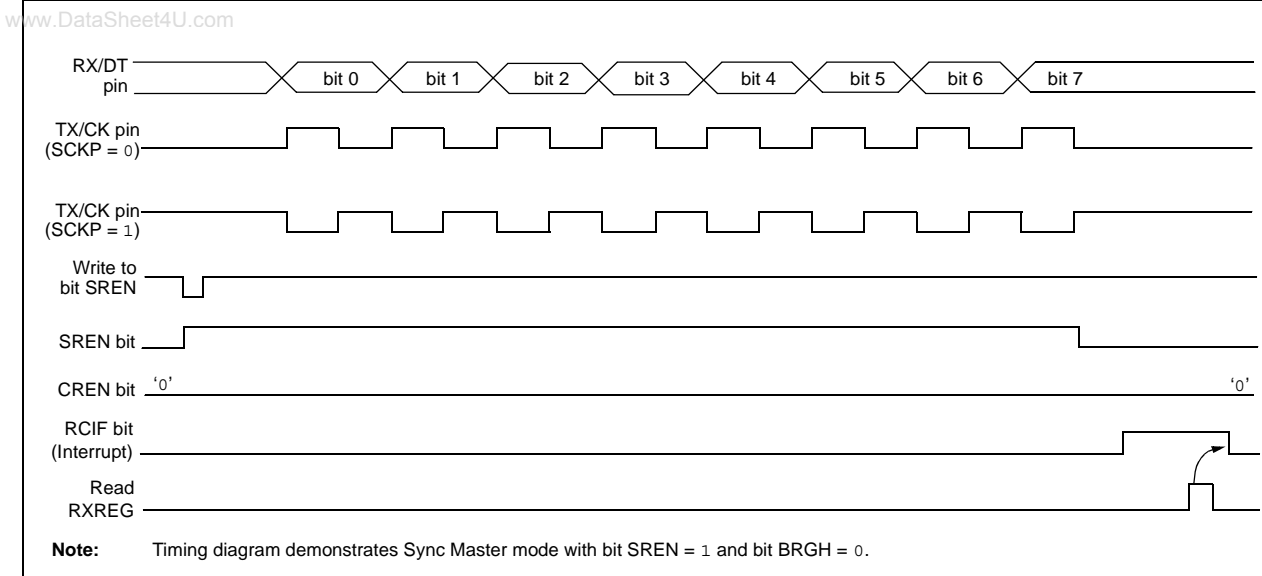 www.DataSheet4U.com
RX/DT
pin
bit 0 bit 1 bit 2 bit 3 bit 4 bit 5 bit 6 bit 7
TX/CK pin
(SCKP = 0)
TX/CK pin
(SCKP = 1)
Write to
bit SREN
SREN bit
CREN bit '0' '0'
RCIF bit
(Interrupt)
Read
RXREG
Note: Timing diagram demonstrates Sync Master mode with bit SREN = 1 and bit BRGH = 0.